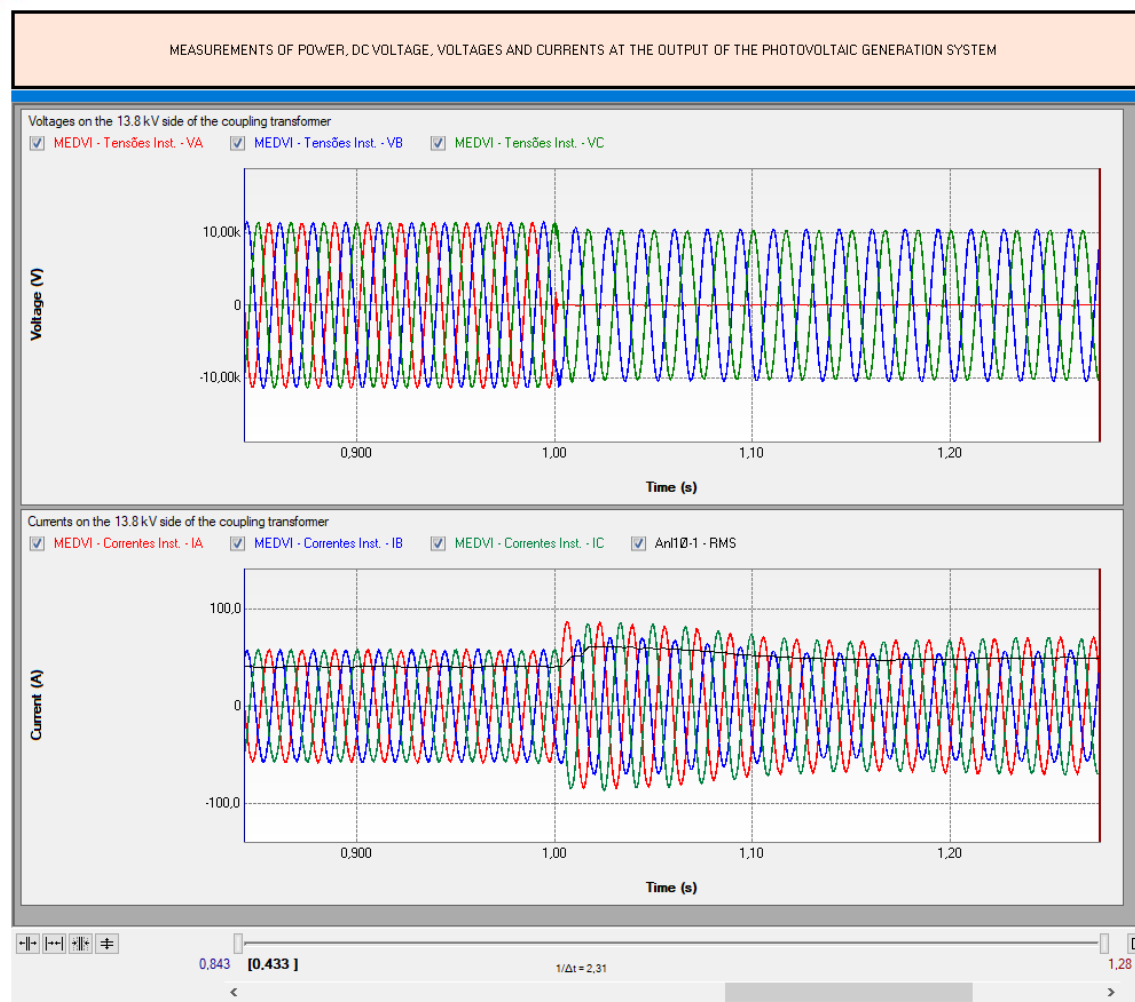 MEASUREMENTS OF POWER, DC VOLTAGE, VOLTAGES AND CURRENTS AT THE OUTPUT OF THE PHOTOVOLTAIC GENERATION SYSTEM
Voltages on the 13.8 kV side of the coupling transformer
MEDVI - Tensões Inst. - VA MEDVI - Tensões Inst. - VB MEDVI - Tensões Inst. - VC
Voltage (V)
10,00k
0
-10,00k
0,900 1,00 1,10 1,20
Time (s)
Currents on the 13.8 kV side of the coupling transformer
MEDVI - Correntes Inst. - IA MEDVI - Correntes Inst. - IB MEDVI - Correntes Inst. - IC Anl1Ø-1 - RMS
Current (A)
100,0
0
-100,0
0,900 1,00 1,10 1,20
Time (s)
0,843 [0,433 ] 1/Δt = 2,31 1,28